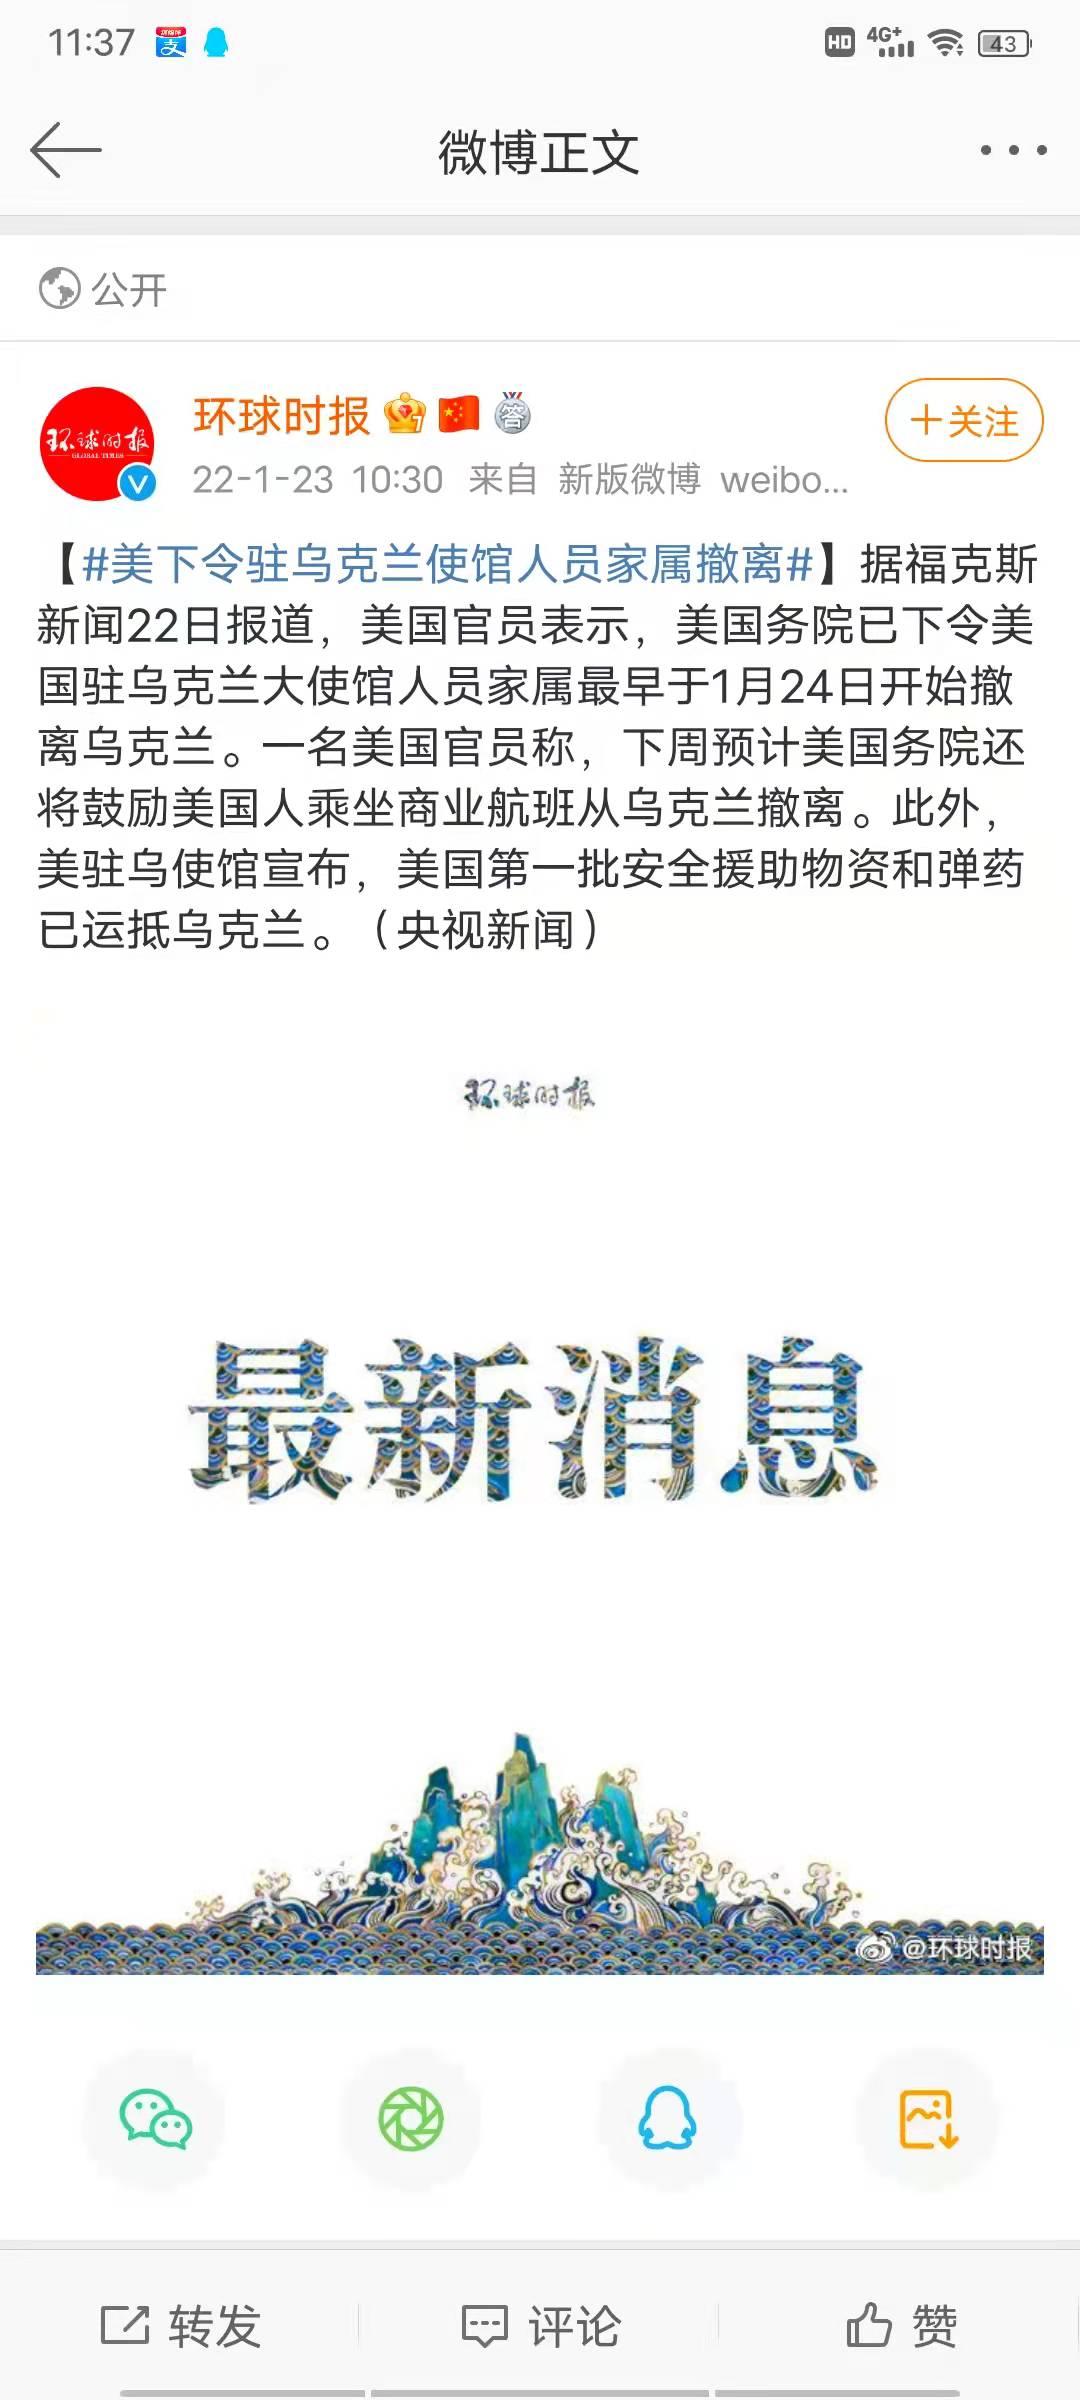 11:37
HD 4G+ 43
微博正文
公开
环球时报
GLOBAL TIMES
环球时报 7 答
+关注
22-1-23 10:30 来自 新版微博 weibo...
【#美下令驻乌克兰使馆人员家属撤离#】据福克斯
新闻22日报道，美国官员表示，美国务院已下令美
国驻乌克兰大使馆人员家属最早于1月24日开始撤
离乌克兰。一名美国官员称，下周预计美国务院还
将鼓励美国人乘坐商业航班从乌克兰撤离。此外，
美驻乌使馆宣布，美国第一批安全援助物资和弹药
已运抵乌克兰。（央视新闻）
环球时报
最新消息
@环球时报
转发
评论
赞